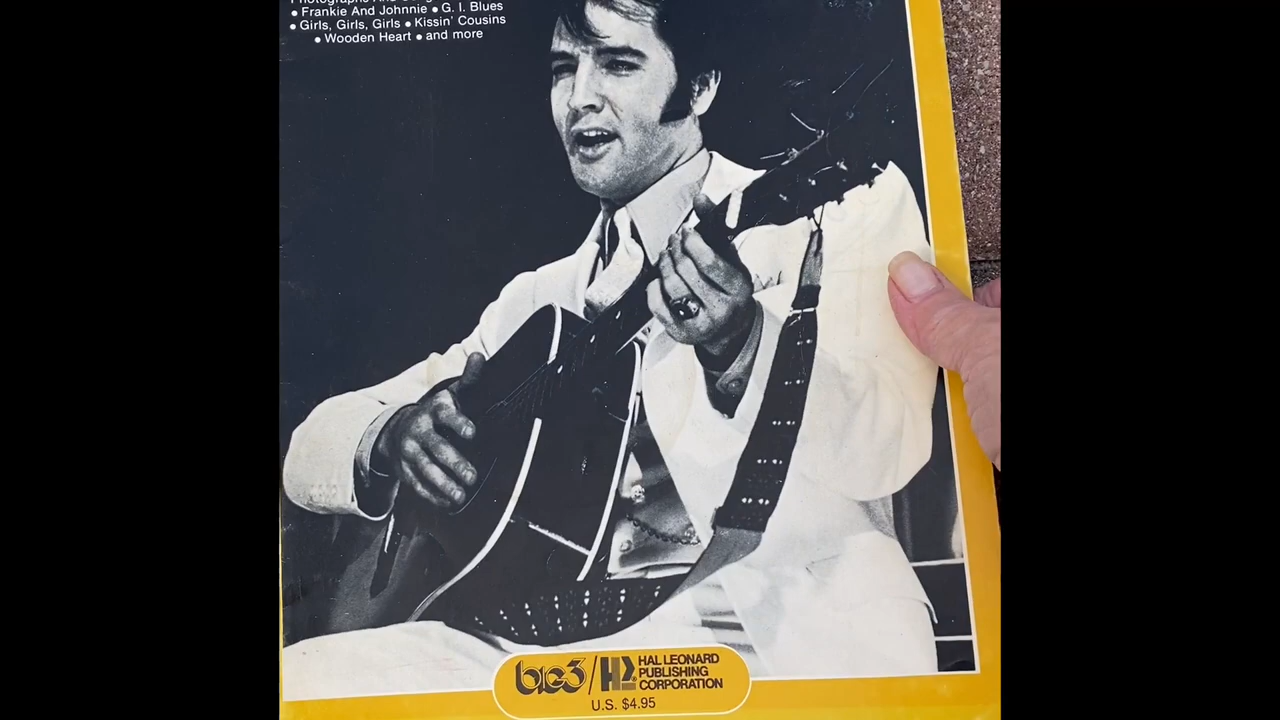 • Frankie And Johnnie • G. I. Blues
• Girls, Girls, Girls • Kissin' Cousins
• Wooden Heart • and more
big3/HL HAL LEONARD
PUBLISHING
CORPORATION
U.S. $4.95